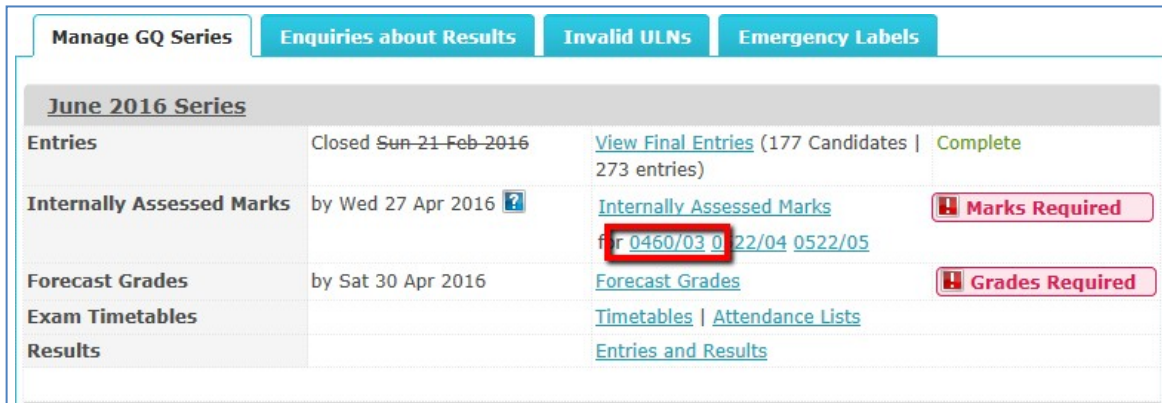 Manage GQ Series Enquiries about Results Invalid ULNs Emergency Labels
June 2016 Series
Entries Closed Sun 21 Feb 2016 View Final Entries (177 Candidates | Complete
273 entries)
Internally Assessed Marks by Wed 27 Apr 2016 ? Internally Assessed Marks ! Marks Required
for 0460/03 0522/04 0522/05
Forecast Grades by Sat 30 Apr 2016 Forecast Grades ! Grades Required
Exam Timetables Timetables | Attendance Lists
Results Entries and Results